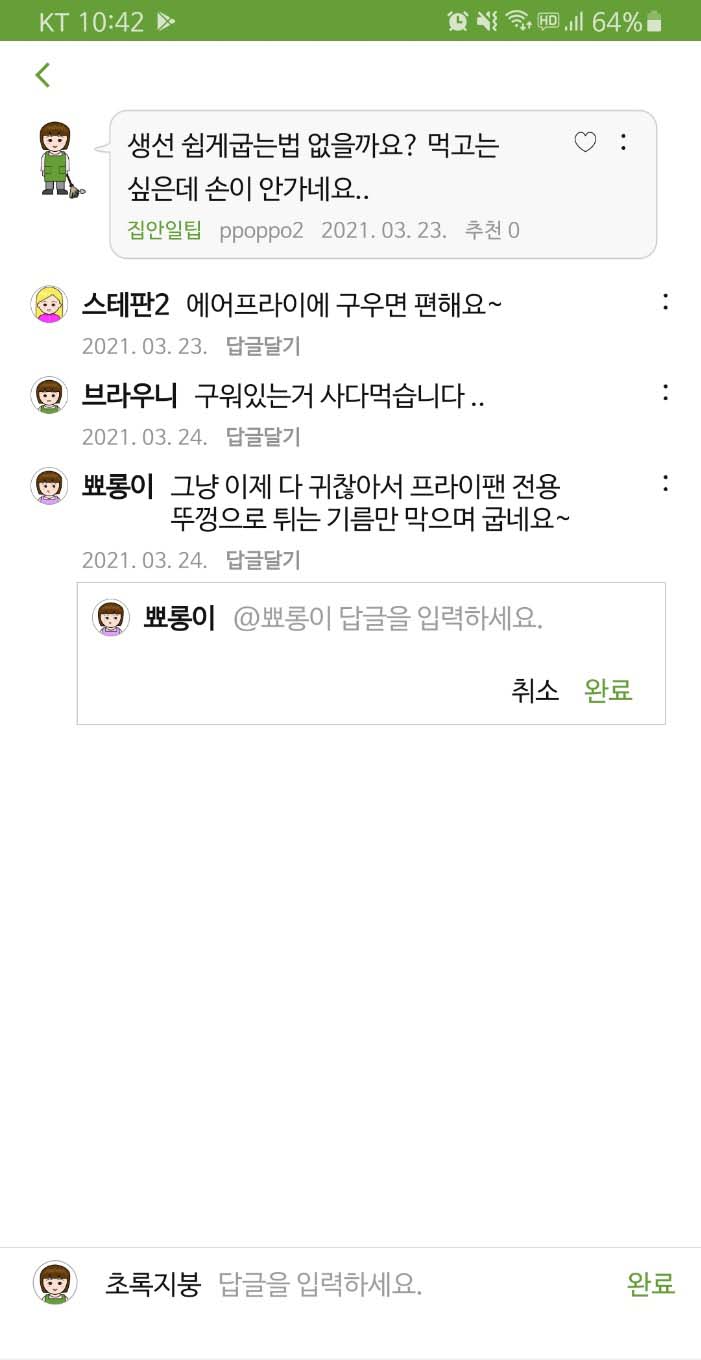 KT 10:42 HD 64%
생선 쉽게굽는법 없을까요? 먹고는
싶은데 손이 안가네요..
집안일팁 ppoppo2 2021. 03. 23. 추천 0
스테판2 에어프라이에 구우면 편해요~
2021. 03. 23. 답글달기
브라우니 구워있는거 사다먹습니다 ..
2021. 03. 24. 답글달기
뾰롱이 그냥 이제 다 귀찮아서 프라이팬 전용
뚜껑으로 튀는 기름만 막으며 굽네요~
2021. 03. 24. 답글달기
뾰롱이 @뾰롱이 답글을 입력하세요.
취소 완료
초록지붕 답글을 입력하세요. 완료